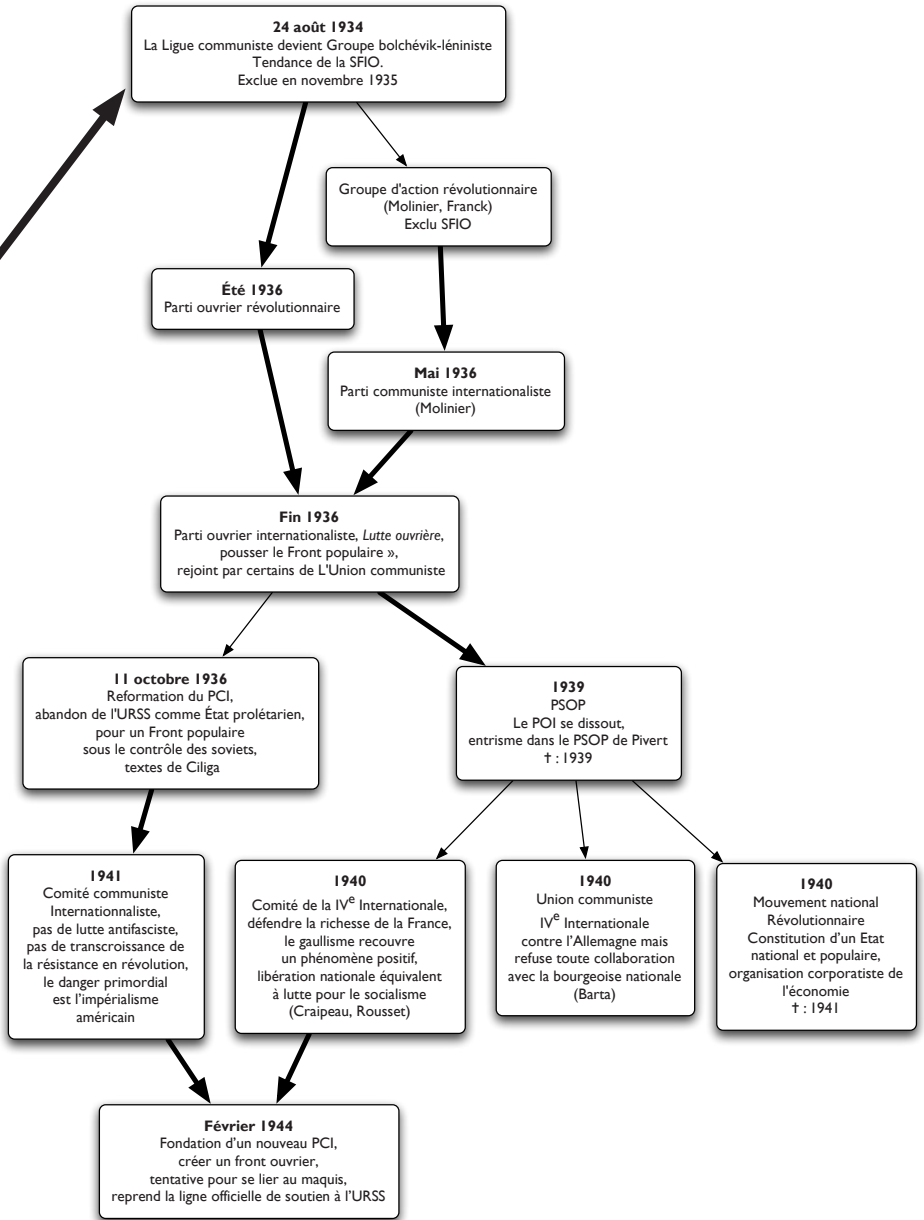 24 août 1934
La Ligue communiste devient Groupe bolchévik-léniniste
Tendance de la SFIO.
Exclue en novembre 1935
Groupe d'action révolutionnaire
(Molinier, Franck)
Exclu SFIO
Été 1936
Parti ouvrier révolutionnaire
Mai 1936
Parti communiste internationaliste
(Molinier)
Fin 1936
Parti ouvrier internationaliste, Lutte ouvrière,
pousser le Front populaire »,
rejoint par certains de L'Union communiste
11 octobre 1936
Reformation du PCI,
abandon de l'URSS comme État prolétarien,
pour un Front populaire
sous le contrôle des soviets,
textes de Ciliga
1939
PSOP
Le POI se dissout,
entrisme dans le PSOP de Pivert
† : 1939
1941
Comité communiste
Internationnaliste,
pas de lutte antifasciste,
pas de transcroissance de
la résistance en révolution,
le danger primordial
est l'impérialisme
américain
1940
Comité de la IVe Internationale,
défendre la richesse de la France,
le gaullisme recouvre
un phénomène positif,
libération nationale équivalent
à lutte pour le socialisme
(Craipeau, Rousset)
1940
Union communiste
IVe Internationale
contre l'Allemagne mais
refuse toute collaboration
avec la bourgeoise nationale
(Barta)
1940
Mouvement national
Révolutionnaire
Constitution d'un Etat
national et populaire,
organisation corporatiste de
l'économie
† : 1941
Février 1944
Fondation d'un nouveau PCI,
créer un front ouvrier,
tentative pour se lier au maquis,
reprend la ligne officielle de soutien à l'URSS